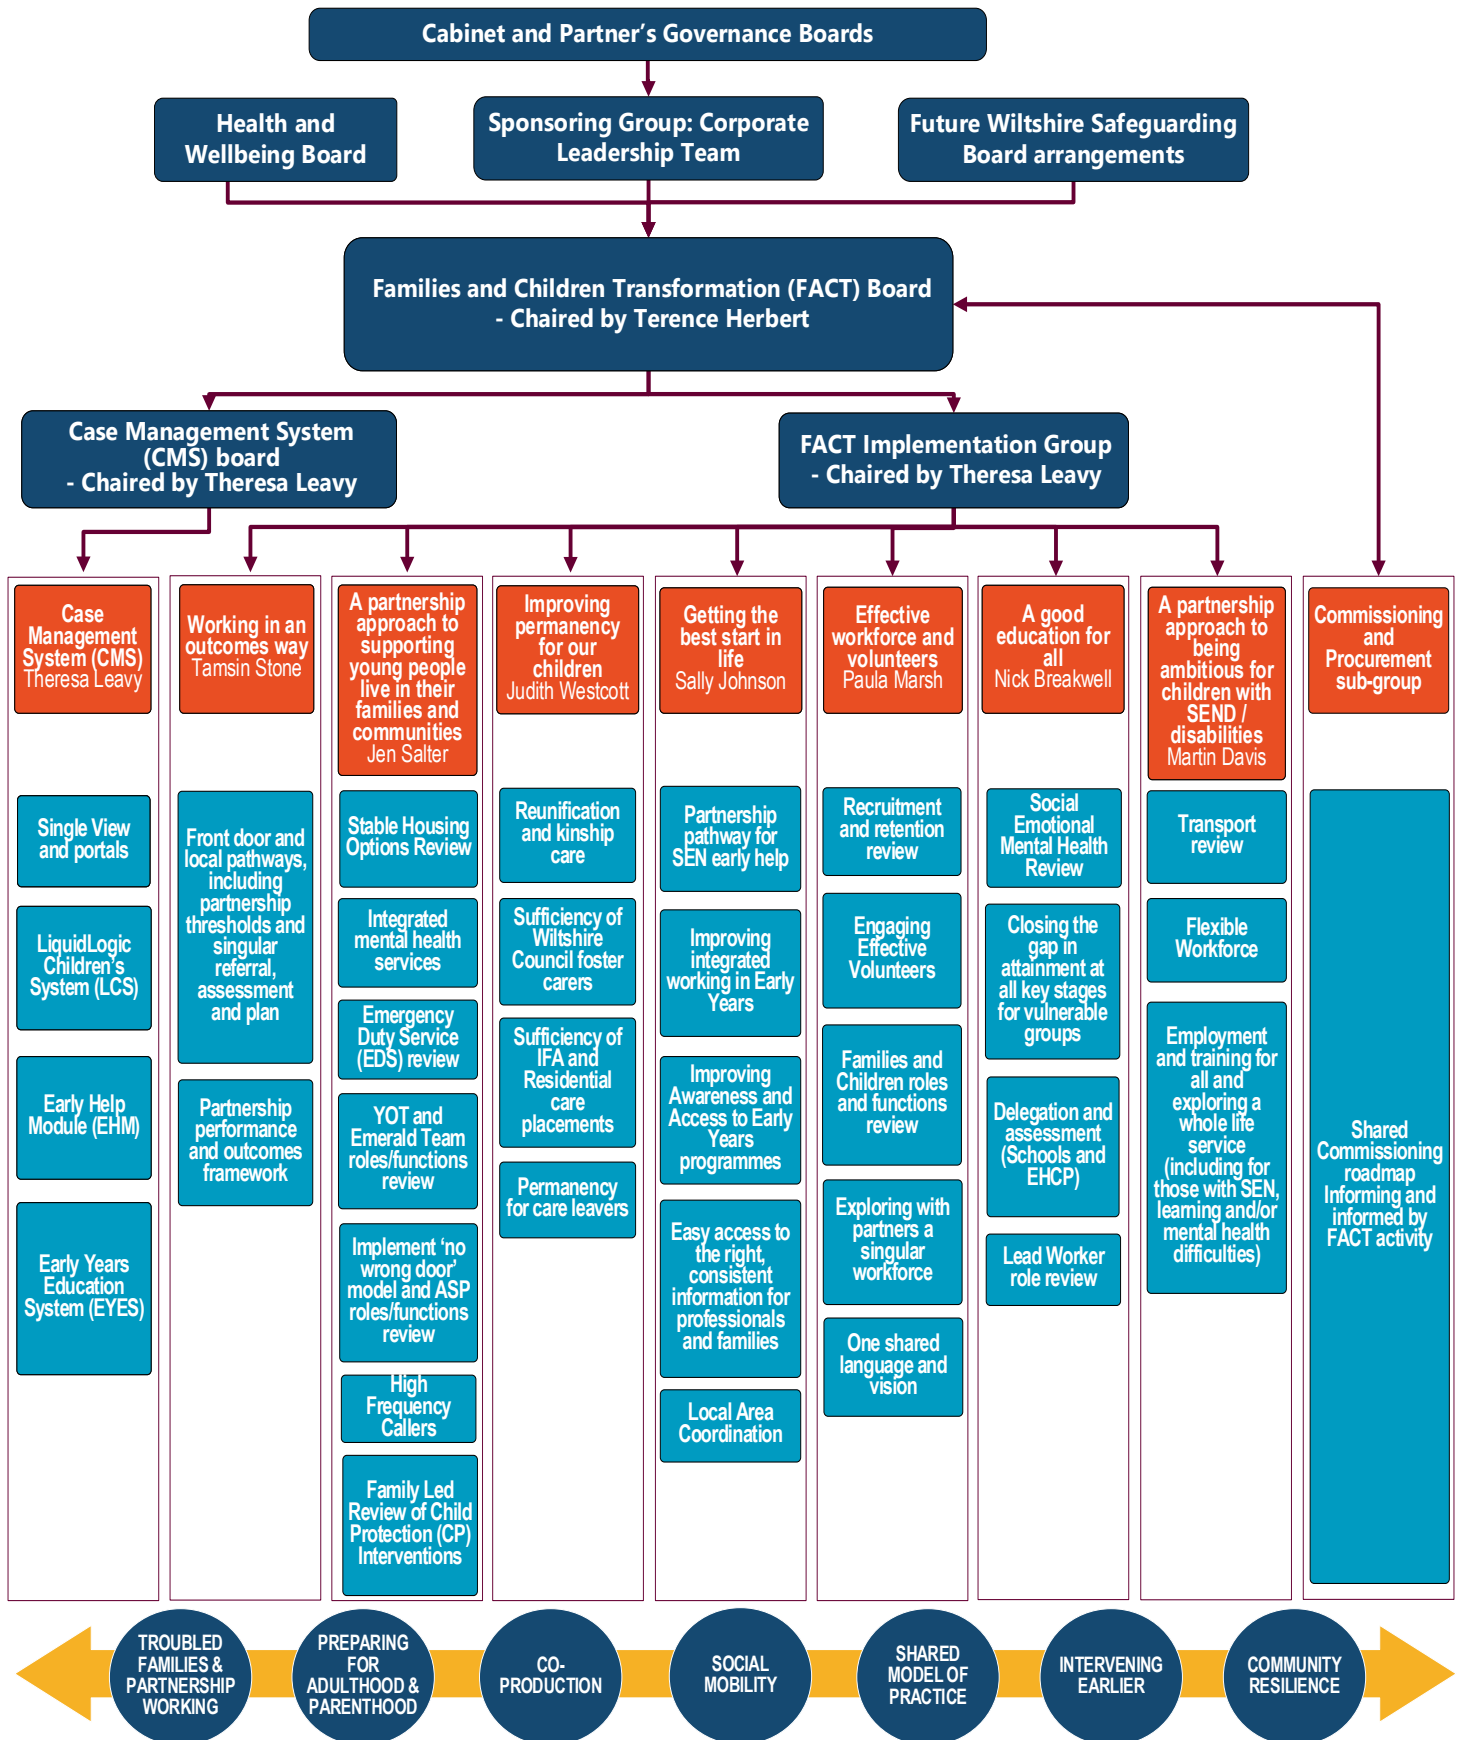 Cabinet and Partner’s Governance Boards
Health and
Wellbeing Board
Sponsoring Group: Corporate
Leadership Team
Future Wiltshire Safeguarding
Board arrangements
Families and Children Transformation (FACT) Board
- Chaired by Terence Herbert
Case Management System
(CMS) board
- Chaired by Theresa Leavy
FACT Implementation Group
- Chaired by Theresa Leavy
Case
Management
System (CMS)
Theresa Leavy
Single View
and portals
LiquidLogic
Children’s
System (LCS)
Early Help
Module (EHM)
Early Years
Education
System (EYES)
Working in an
outcomes way
Tamsin Stone
Front door and
local pathways,
including
partnership
thresholds and
singular
referral,
assessment
and plan
Partnership
performance
and outcomes
framework
A partnership
approach to
supporting
young people
live in their
families and
communities
Jen Salter
Stable Housing
Options Review
Integrated
mental health
services
Emergency
Duty Service
(EDS) review
YOT and
Emerald Team
roles/functions
review
Implement ‘no
wrong door’
model and ASP
roles/functions
review
High
Frequency
Callers
Family Led
Review of Child
Protection (CP)
Interventions
Improving
permanency
for our
children
Judith Westcott
Reunification
and kinship
care
Sufficiency of
Wiltshire
Council foster
carers
Sufficiency of
IFA and
Residential
care
placements
Permanency
for care leavers
Getting the
best start in
life
Sally Johnson
Partnership
pathway for
SEN early help
Improving
integrated
working in Early
Years
Improving
Awareness and
Access to Early
Years
programmes
Easy access to
the right,
consistent
information for
professionals
and families
Local Area
Coordination
Effective
workforce and
volunteers
Paula Marsh
Recruitment
and retention
review
Engaging
Effective
Volunteers
Families and
Children roles
and functions
review
Exploring with
partners a
singular
workforce
One shared
language and
vision
A good
education for
all
Nick Breakwell
Social
Emotional
Mental Health
Review
Closing the
gap in
attainment at
all key stages
for vulnerable
groups
Delegation and
assessment
(Schools and
EHCP)
Lead Worker
role review
A partnership
approach to
being
ambitious for
children with
SEND /
disabilities
Martin Davis
Transport
review
Flexible
Workforce
Employment
and training for
all and
exploring a
whole life
service
(including for
those with SEN,
learning and/or
mental health
difficulties)
Commissioning
and
Procurement
sub-group
Shared
Commissioning
roadmap
Informing and
informed by
FACT activity
TROUBLED
FAMILIES &
PARTNERSHIP
WORKING
PREPARING
FOR
ADULTHOOD &
PARENTHOOD
CO-
PRODUCTION
SOCIAL
MOBILITY
SHARED
MODEL OF
PRACTICE
INTERVENING
EARLIER
COMMUNITY
RESILIENCE